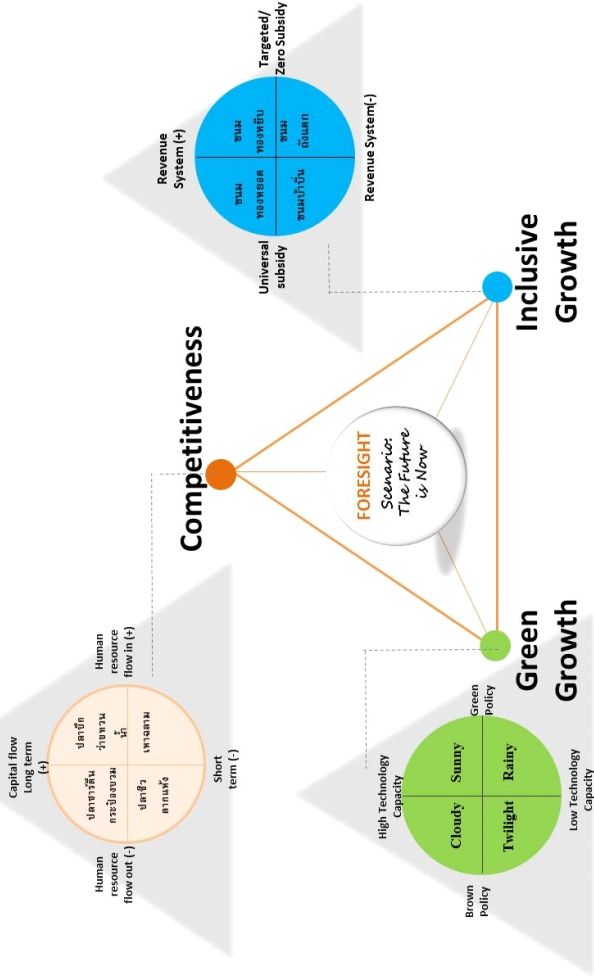 Capital flow
Long term
(+)
Human
resource
flow out (-)
ปลาซาร์ดีน
กระป๋องบวม
ปลาบึก
ว่ายทวน
น้ำ
ปลาซิว
ตากแห้ง
เหาฉลาม
Human
resource
flow in (+)
Short
term (-)
Competitiveness
Revenue
System (+)
Universal
subsidy
ขนม
ทองหยอด
ขนม
ทองหยิบ
ขนมบ้าบิ่น
ขนม
ถังแตก
Targeted/
Zero Subsidy
Revenue System(-)
FORESIGHT
Scenario:
The Future
is Now
High Technology
Capacity
Brown
Policy
Cloudy
Sunny
Twilight
Rainy
Green
Policy
Low Technology
Capacity
Green
Growth
Inclusive
Growth